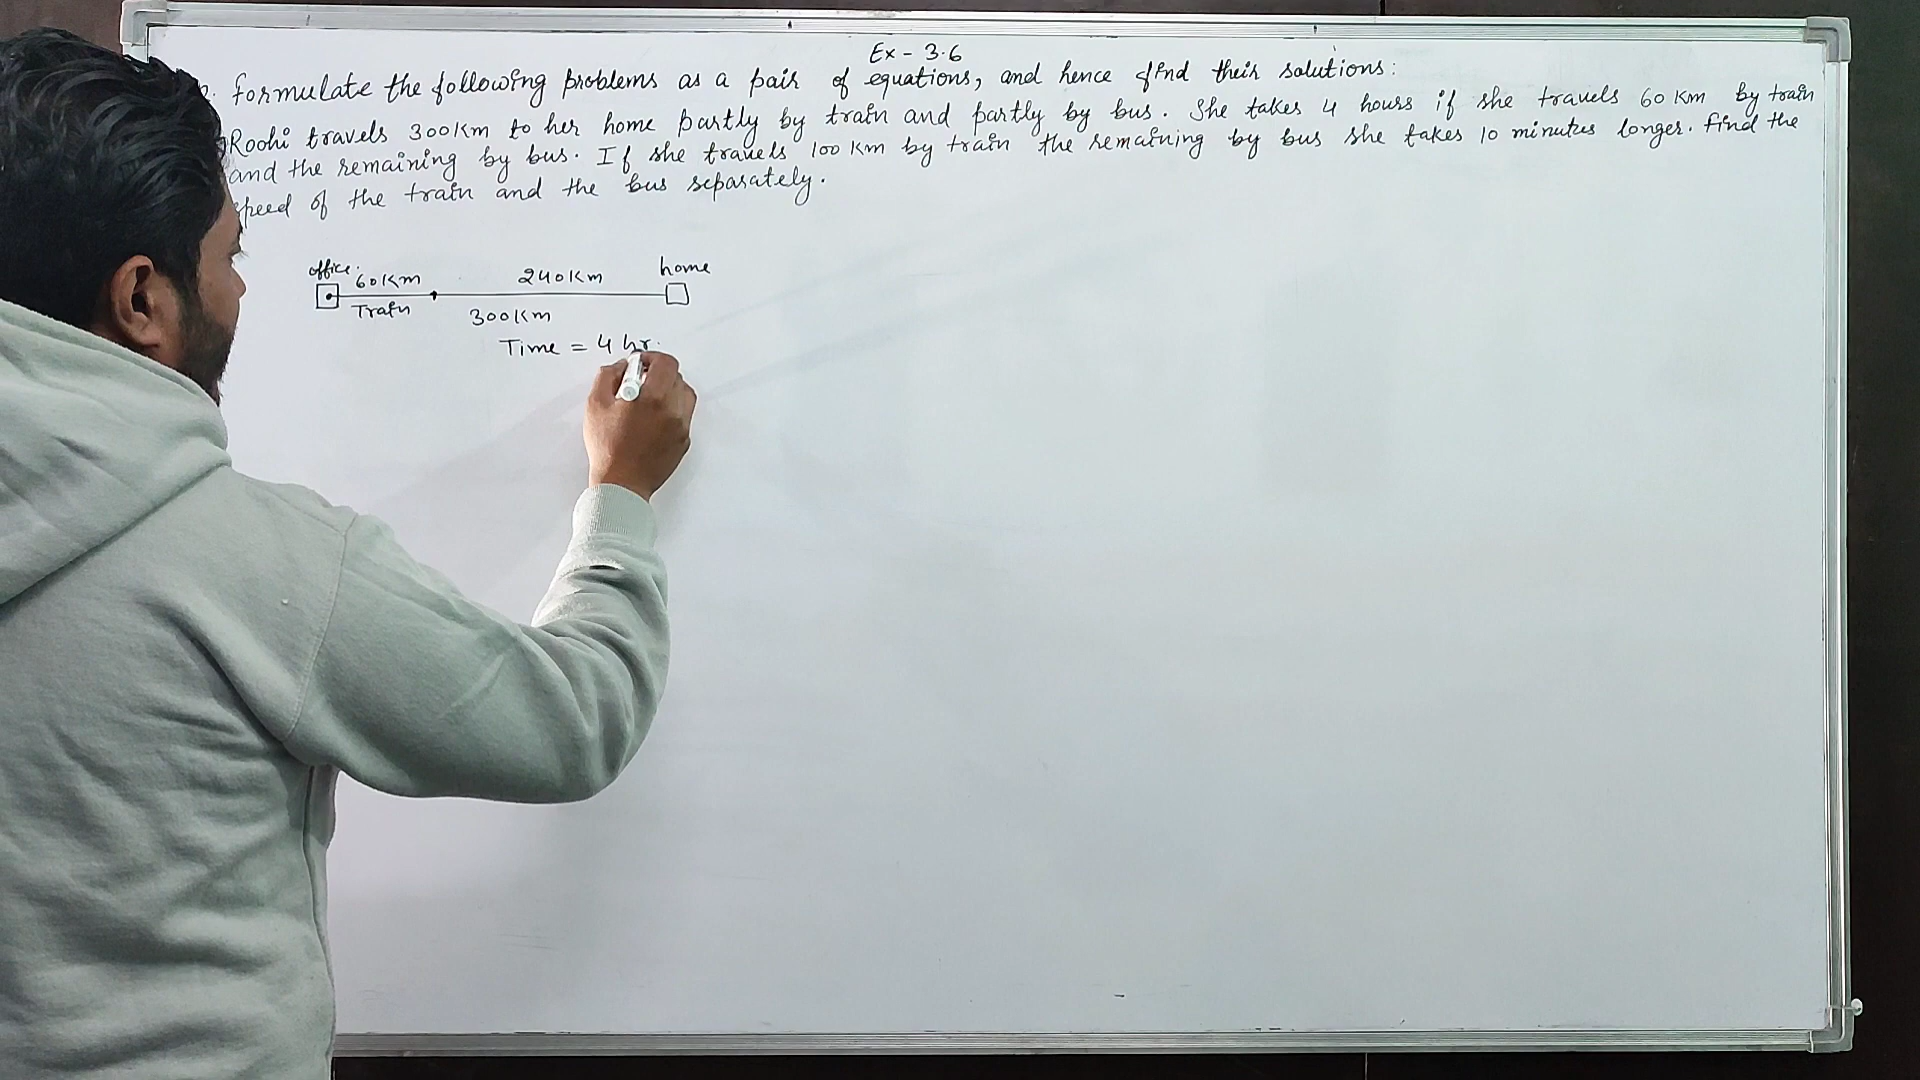 Ex - 3.6
formulate the following problems as a pair of equations, and hence find their solutions:
Roohi travels 300Km to her home partly by train and partly by bus. She takes 4 hours if she travels 60 Km by train
and the remaining by bus. If she travels 100 Km by train the remaining by bus she takes 10 minutes longer. find the
speed of the train and the bus separately.
office. 60Km 240Km home
Train 300Km
Time = 4 hr.